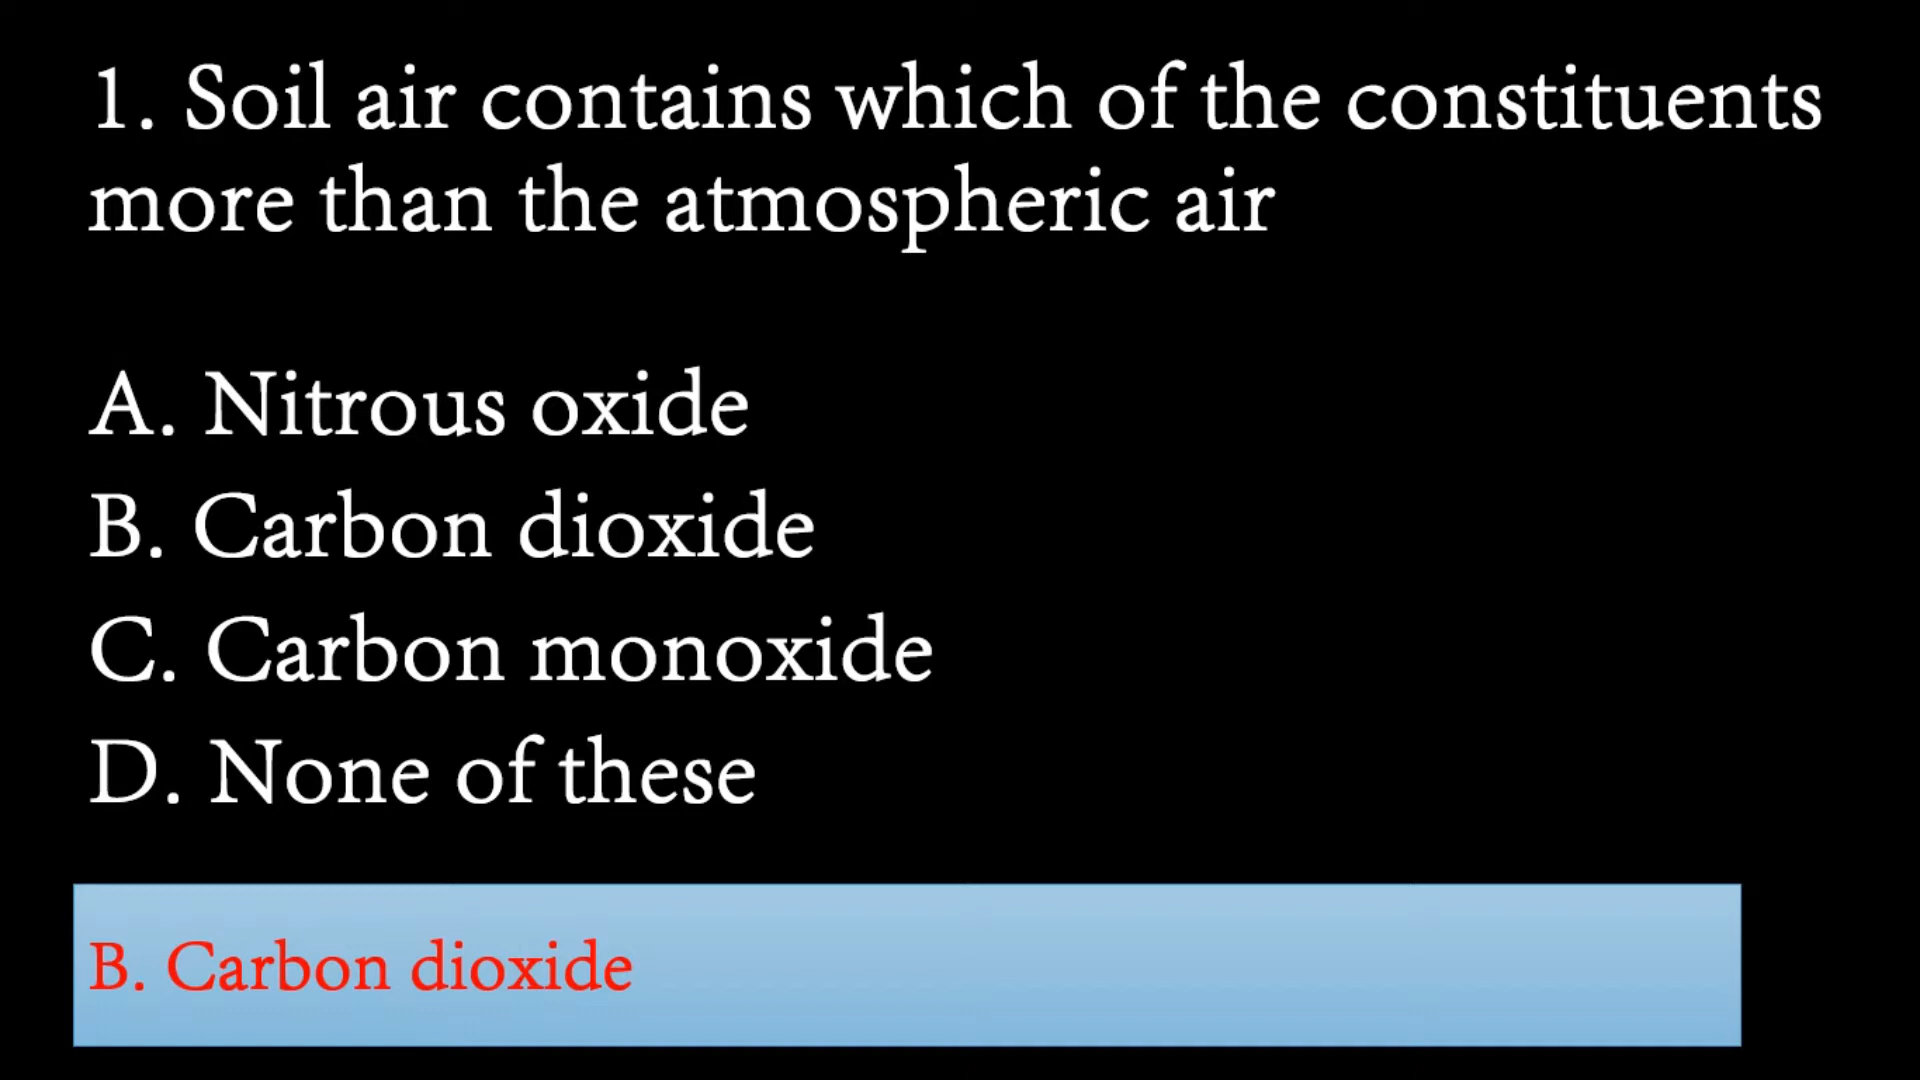 1. Soil air contains which of the constituents
more than the atmospheric air
A. Nitrous oxide
B. Carbon dioxide
C. Carbon monoxide
D. None of these
B. Carbon dioxide